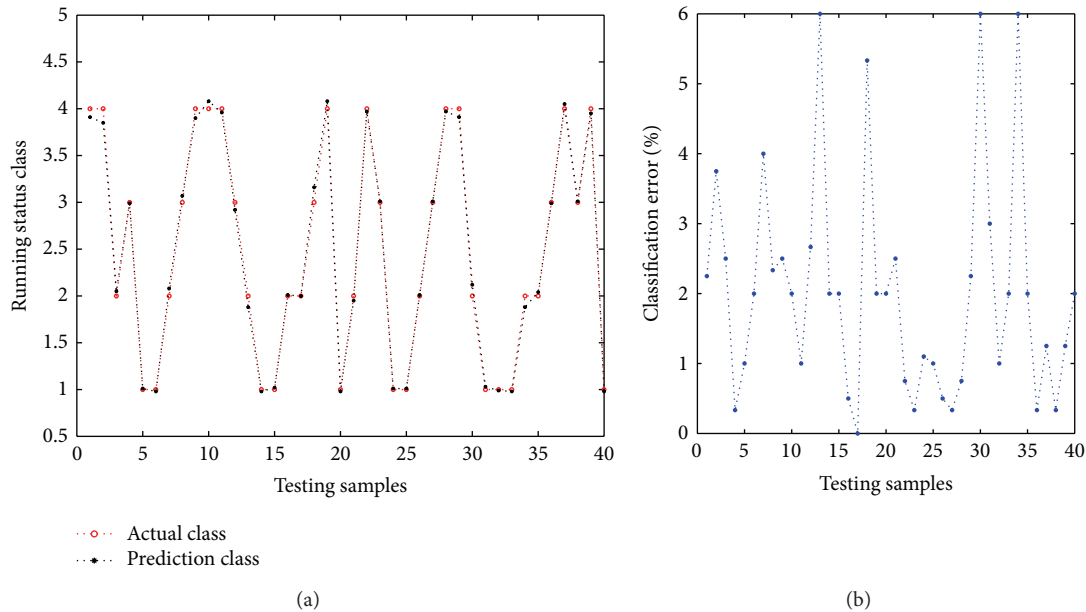 5
4.5
4
3.5
3
2.5
2
1.5
1
0.5
Running status class
0 5 10 15 20 25 30 35 40
Testing samples
Actual class
Prediction class
(a)
6
5
4
3
2
1
0
Classification error (%)
0 5 10 15 20 25 30 35 40
Testing samples
(b)